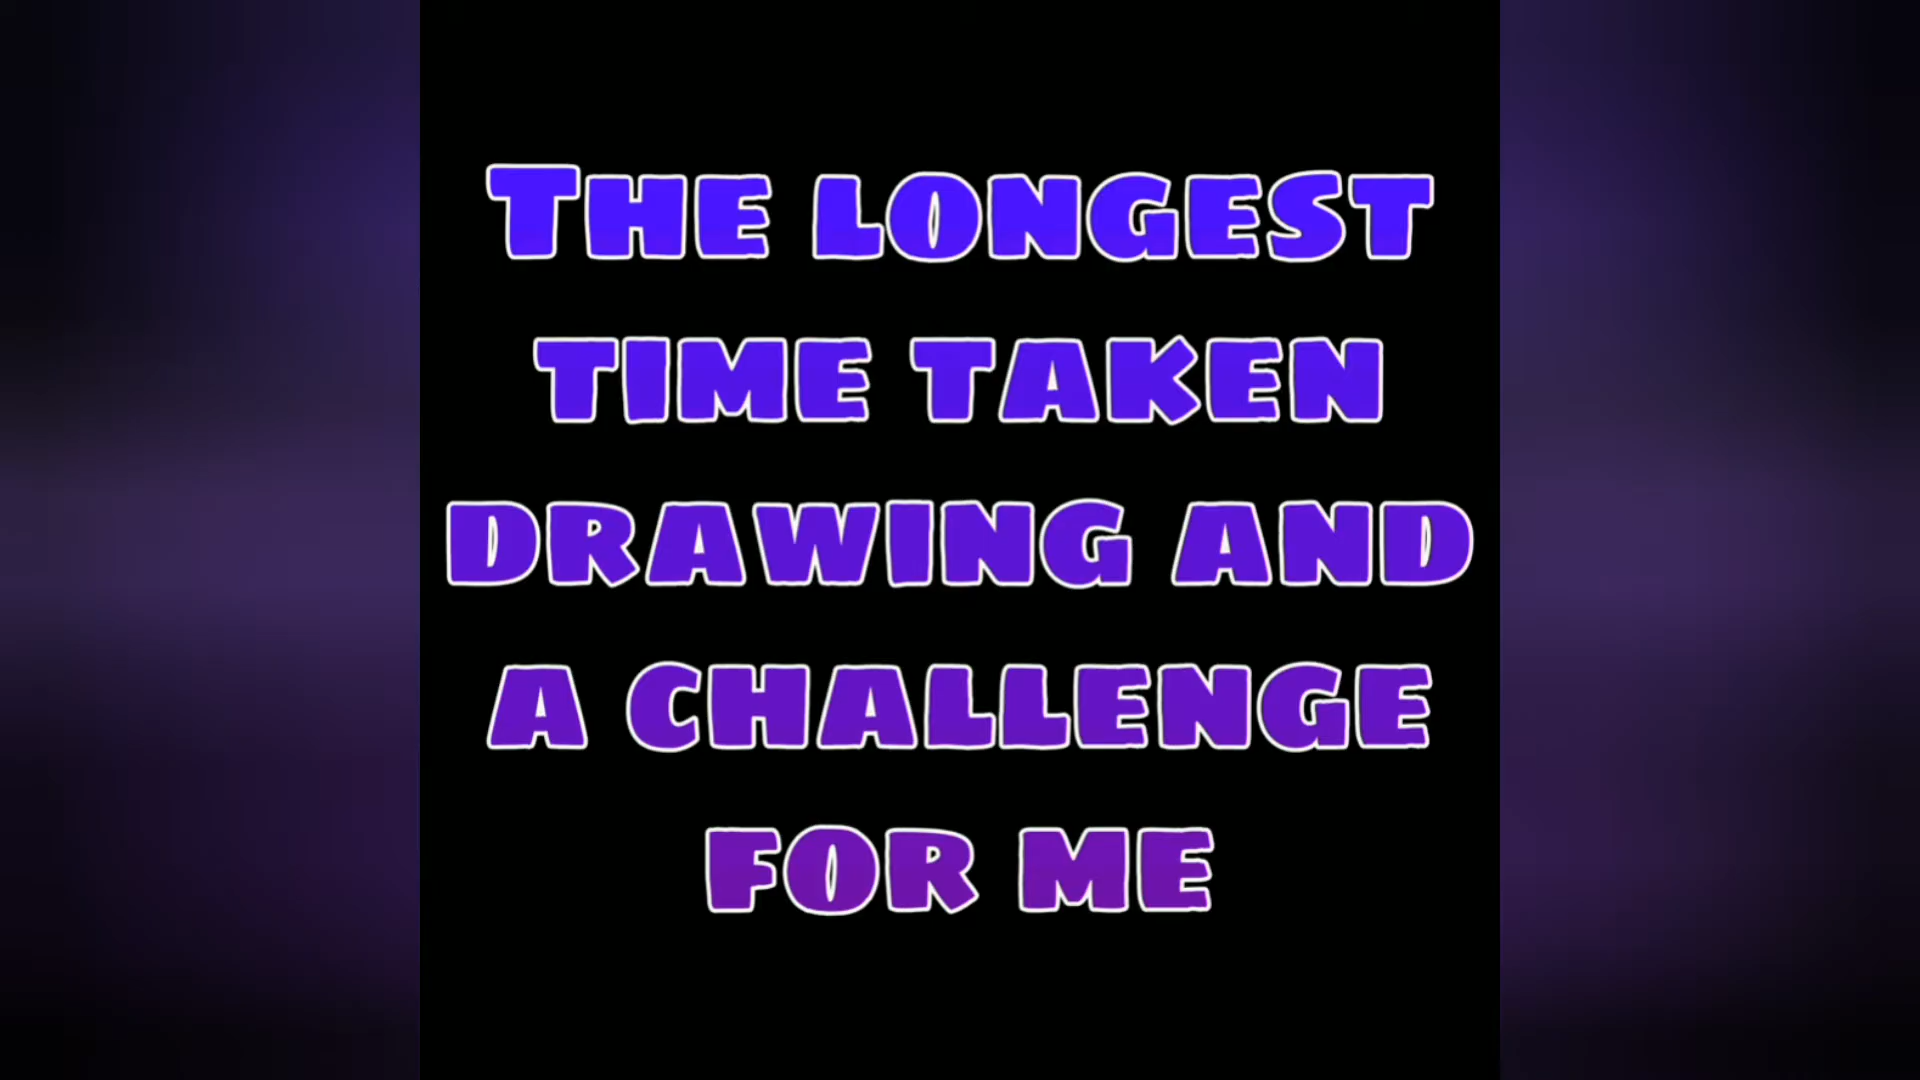 The longest
time taken
drawing and
a challenge
for me